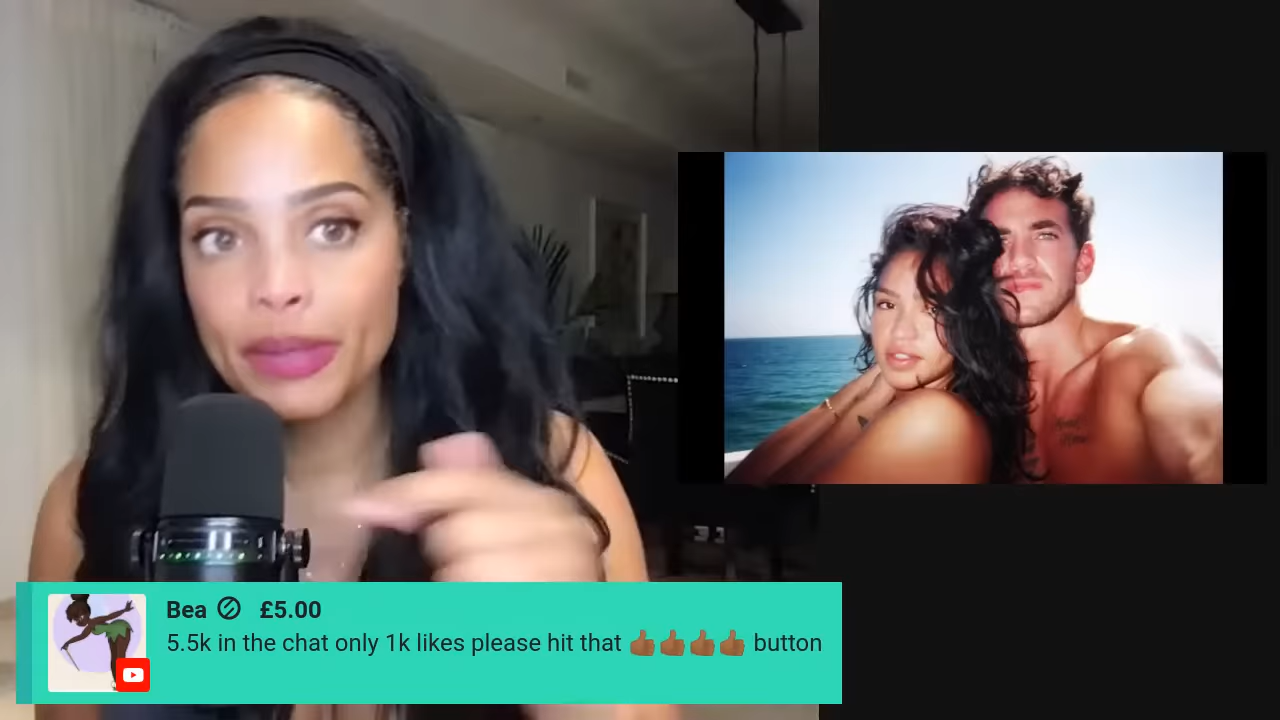 Bea £5.00
5.5k in the chat only 1k likes please hit that 👍🏾👍🏾👍🏾👍🏾 button